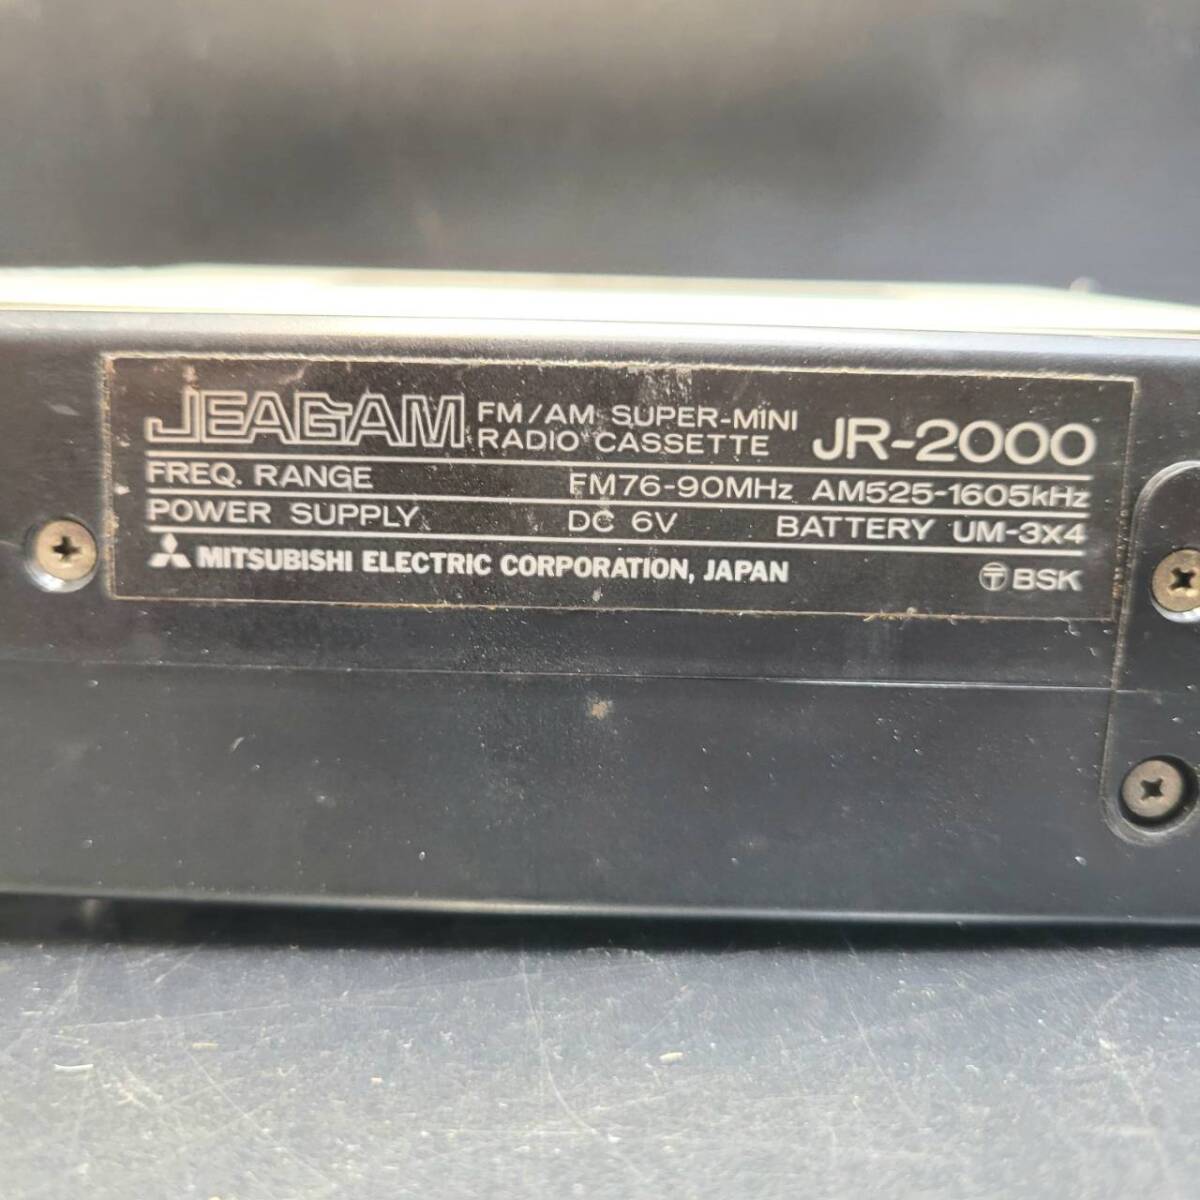 JEAGAM FM/AM SUPER-MINI RADIO CASSETTE JR-2000
FREQ. RANGE FM76-90MHz AM525-1605kHz
POWER SUPPLY DC 6V BATTERY UM-3x4
MITSUBISHI ELECTRIC CORPORATION, JAPAN 〶 BSK